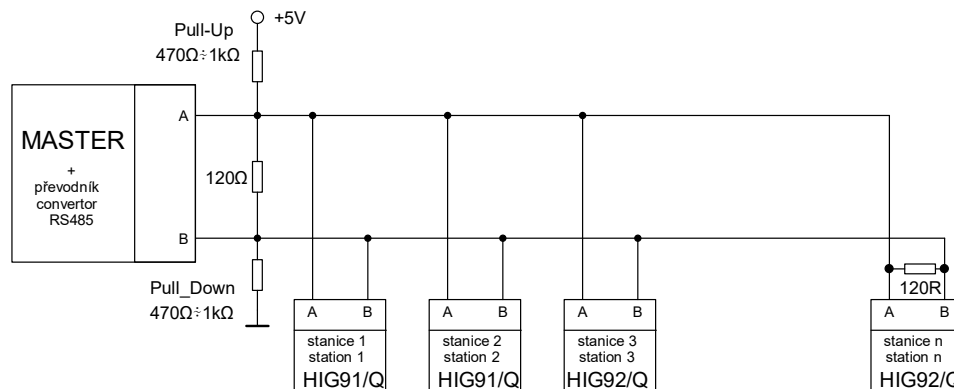 +5V
Pull-Up
470Ω÷1kΩ
MASTER
+
převodník
convertor
RS485
A
120Ω
B
Pull_Down
470Ω÷1kΩ
120R
A B
stanice 1
station 1
HIG91/Q
A B
stanice 2
station 2
HIG91/Q
A B
stanice 3
station 3
HIG92/Q
A B
stanice n
station n
HIG92/Q